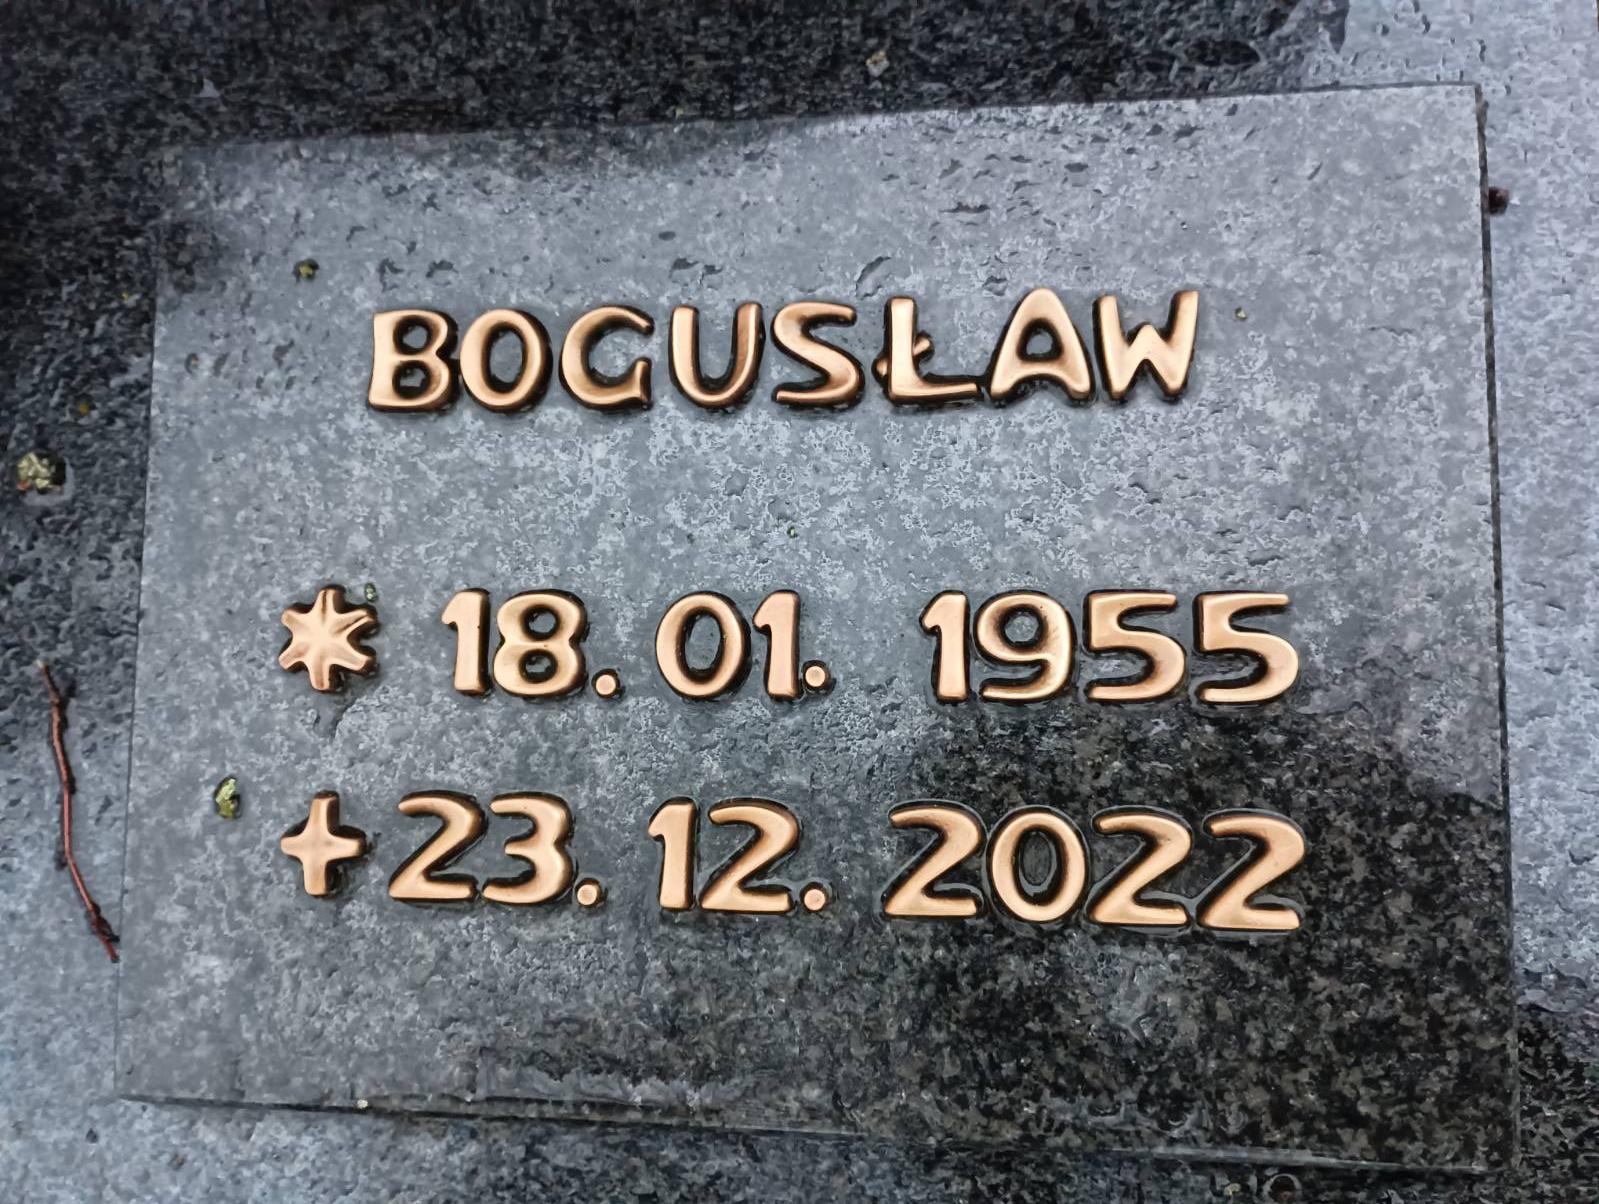 BOGUSŁAW
* 18. 01. 1955
+ 23. 12. 2022